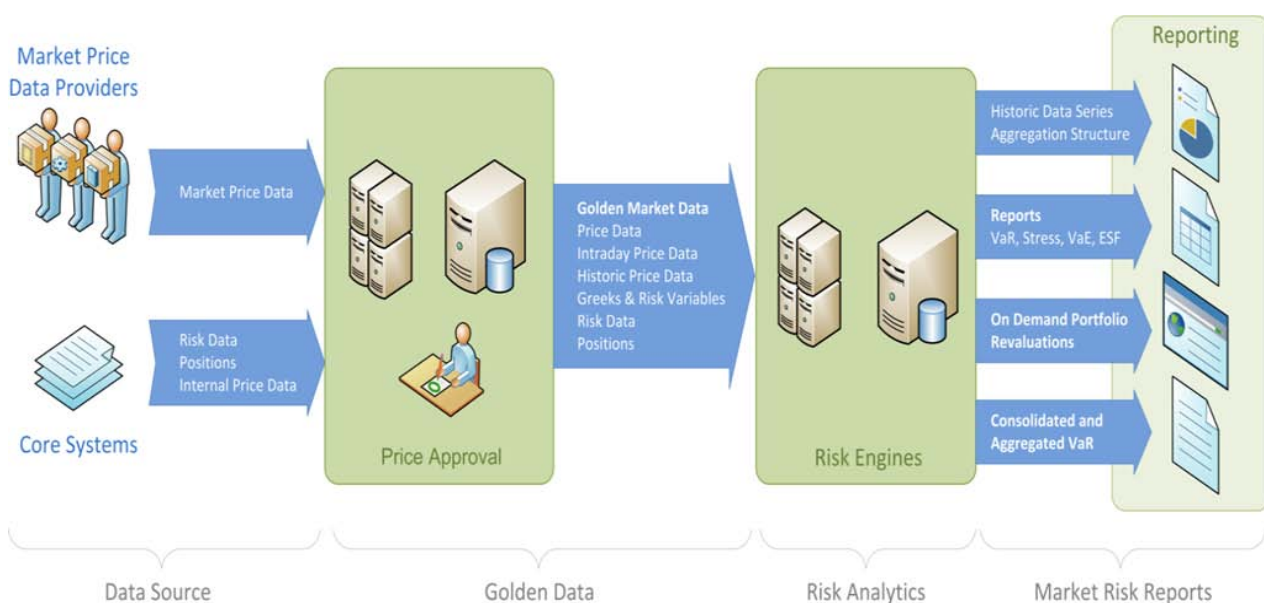 Market Price
Data Providers
Market Price Data
Risk Data
Positions
Internal Price Data
Core Systems
Price Approval
Golden Market Data
Price Data
Intraday Price Data
Historic Price Data
Greeks & Risk Variables
Risk Data
Positions
Risk Engines
Reporting
Historic Data Series
Aggregation Structure
Reports
VaR, Stress, VaE, ESF
On Demand Portfolio
Revaluations
Consolidated and
Aggregated VaR
Data Source
Golden Data
Risk Analytics
Market Risk Reports